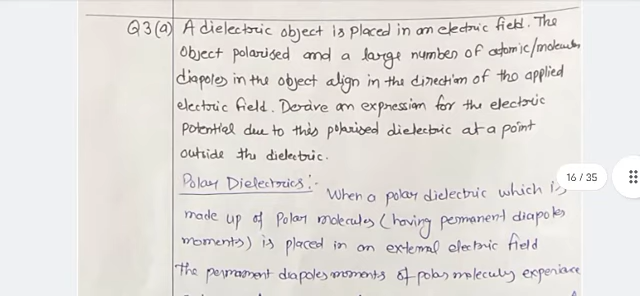 Q3(a) A dielectric object is placed in an electric field. The
object polarised and a large number of atomic/molecular
diapoles in the object align in the direction of the applied
electric field. Derive an expression for the electric
potential due to this polarised dielectric at a point
outside the dielectric.
Polar Dielectrics:-
When a polar dielectric which is
16 / 35
made up of polar molecules (having permanent diapoles
moments) is placed in an external electric field
the permanent diapoles moments of polar molecules experience